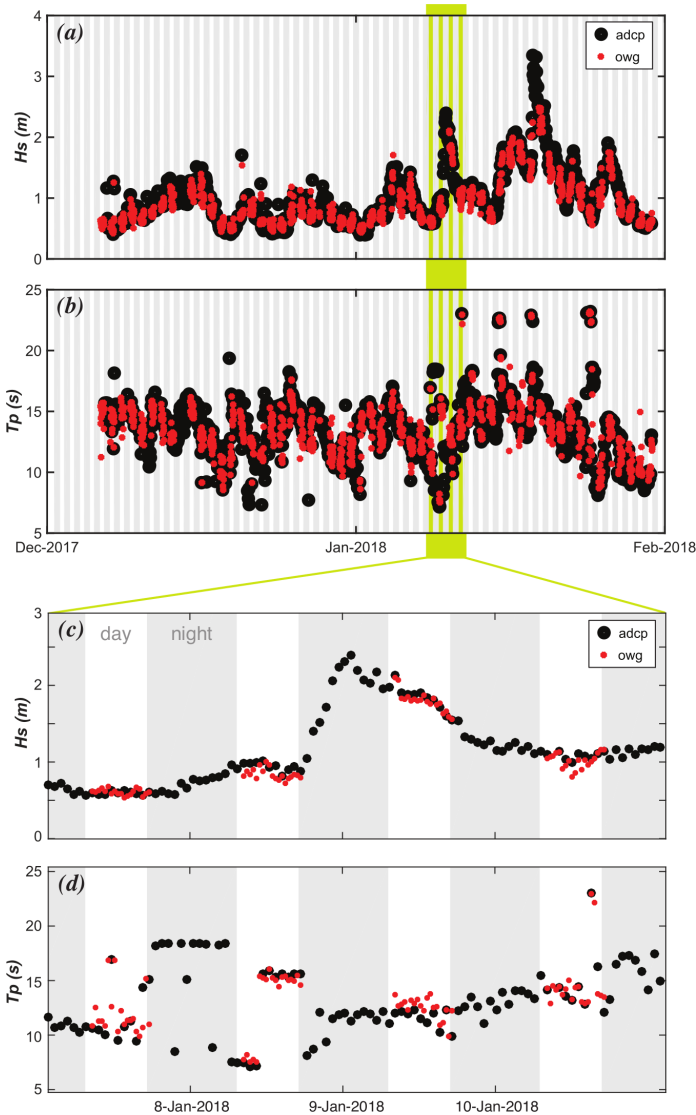 (a)
adcp
owg
4
3
2
1
0
Hs (m)
(b)
25
20
15
10
5
Tp (s)
Dec-2017
Jan-2018
Feb-2018
(c)
day
night
adcp
owg
3
2
1
0
Hs (m)
(d)
25
20
15
10
5
Tp (s)
8-Jan-2018
9-Jan-2018
10-Jan-2018